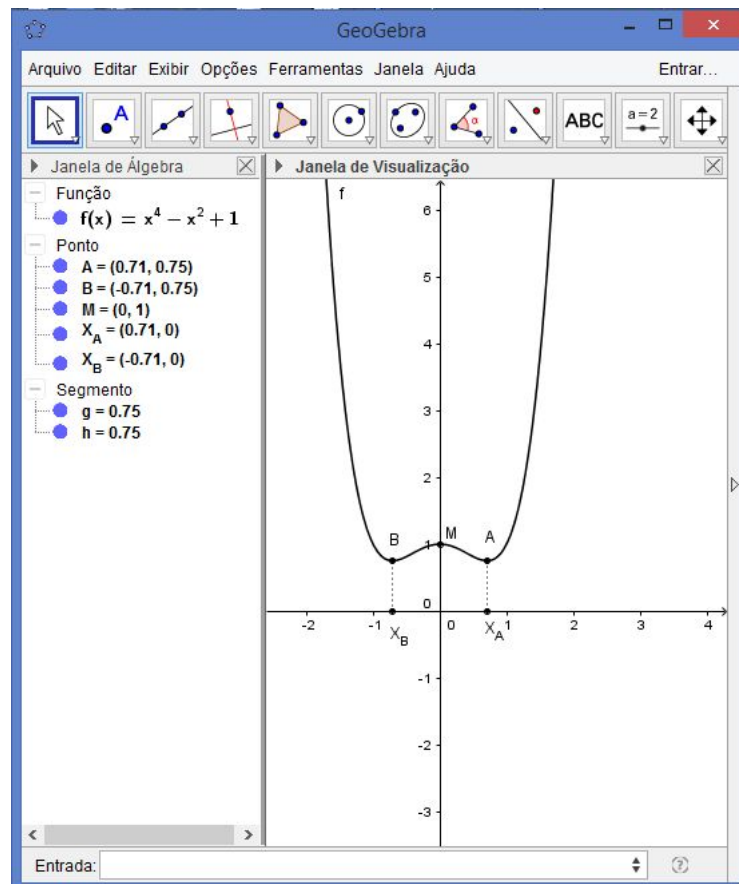 GeoGebra
Arquivo Editar Exibir Opções Ferramentas Janela Ajuda Entrar...
A ABC a=2
α
Janela de Álgebra
Função
f(x) = x⁴ − x² + 1
Ponto
A = (0.71, 0.75)
B = (-0.71, 0.75)
M = (0, 1)
X_A = (0.71, 0)
X_B = (-0.71, 0)
Segmento
g = 0.75
h = 0.75
Janela de Visualização
f
6
5
4
3
2
B M A
1
0
-2 -1 0 1 2 3 4
X_B X_A
-1
-2
-3
Entrada:
?